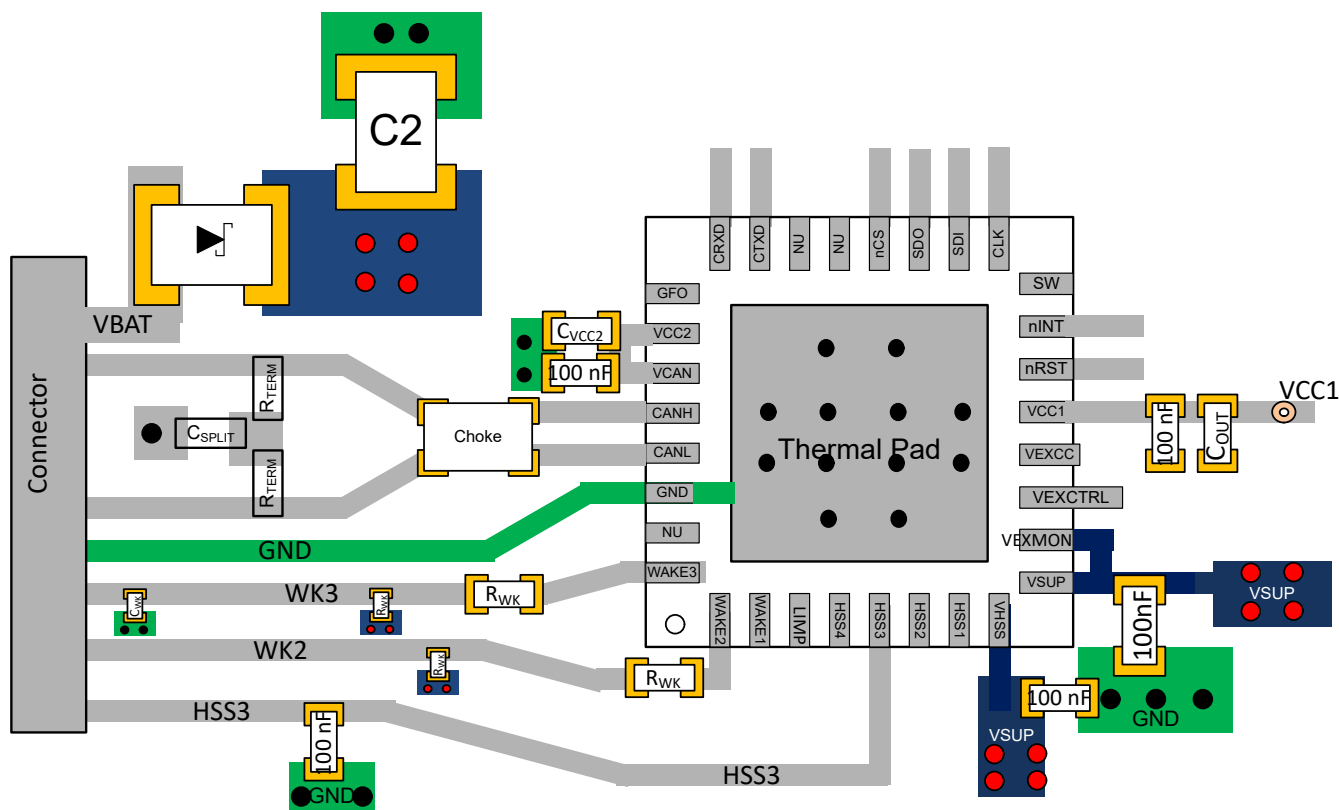 C2
CRXD
CTXD
NU
NU
nCS
SDO
SDI
CLK
VBAT
GFO
SW
CVCC2
VCC2
nINT
100 nF
VCAN
nRST
RTERM
CANH
VCC1
VCC1
Connector
CSPLIT
Choke
CANL
Thermal Pad
VEXCC
100 nF
COUT
RTERM
GND
VEXCTRL
GND
NU
VEXMON
WAKE3
VSUP
VSUP
WK3
CWK
RWK
RWK
100nF
WAKE2
WAKE1
LIMP
HSS4
HSS3
HSS2
HSS1
VHSS
WK2
RWK
RWK
100 nF
GND
HSS3
100 nF
VSUP
HSS3
GND